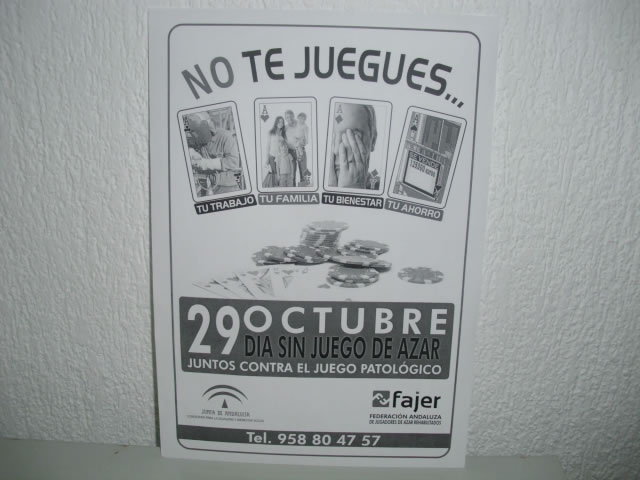 NO TE JUEGUES...
TU TRABAJO TU FAMILIA TU BIENESTAR TU AHORRO
29 OCTUBRE
DIA SIN JUEGO DE AZAR
JUNTOS CONTRA EL JUEGO PATOLÓGICO
JUNTA DE ANDALUCIA
fajer
FEDERACIÓN ANDALUZA
DE JUGADORES DE AZAR REHABILITADOS
Tel. 958 80 47 57